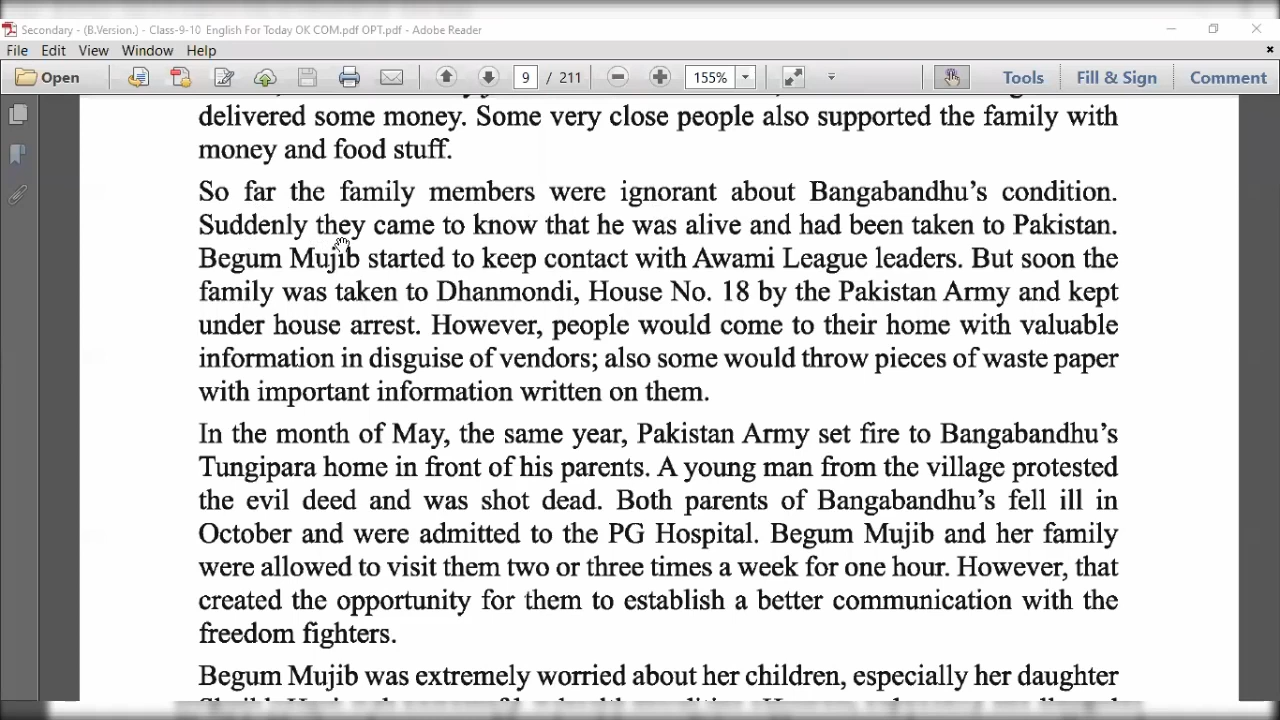 Secondary - (B.Version.) - Class-9-10 English For Today OK COM.pdf OPT.pdf - Adobe Reader
File Edit View Window Help
Open 9 / 211 155% Tools Fill & Sign Comment
delivered some money. Some very close people also supported the family with
money and food stuff.
So far the family members were ignorant about Bangabandhu’s condition.
Suddenly they came to know that he was alive and had been taken to Pakistan.
Begum Mujib started to keep contact with Awami League leaders. But soon the
family was taken to Dhanmondi, House No. 18 by the Pakistan Army and kept
under house arrest. However, people would come to their home with valuable
information in disguise of vendors; also some would throw pieces of waste paper
with important information written on them.
In the month of May, the same year, Pakistan Army set fire to Bangabandhu’s
Tungipara home in front of his parents. A young man from the village protested
the evil deed and was shot dead. Both parents of Bangabandhu’s fell ill in
October and were admitted to the PG Hospital. Begum Mujib and her family
were allowed to visit them two or three times a week for one hour. However, that
created the opportunity for them to establish a better communication with the
freedom fighters.
Begum Mujib was extremely worried about her children, especially her daughter